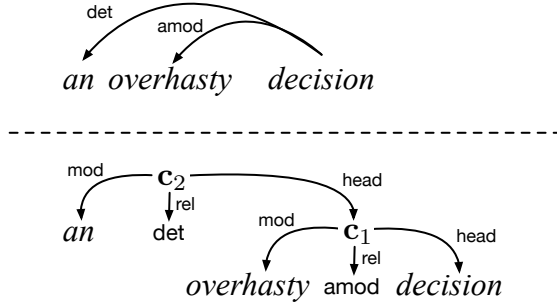 det
amod
an overhasty decision
mod c₂ head
rel
an det mod c₁ head
rel
overhasty amod decision